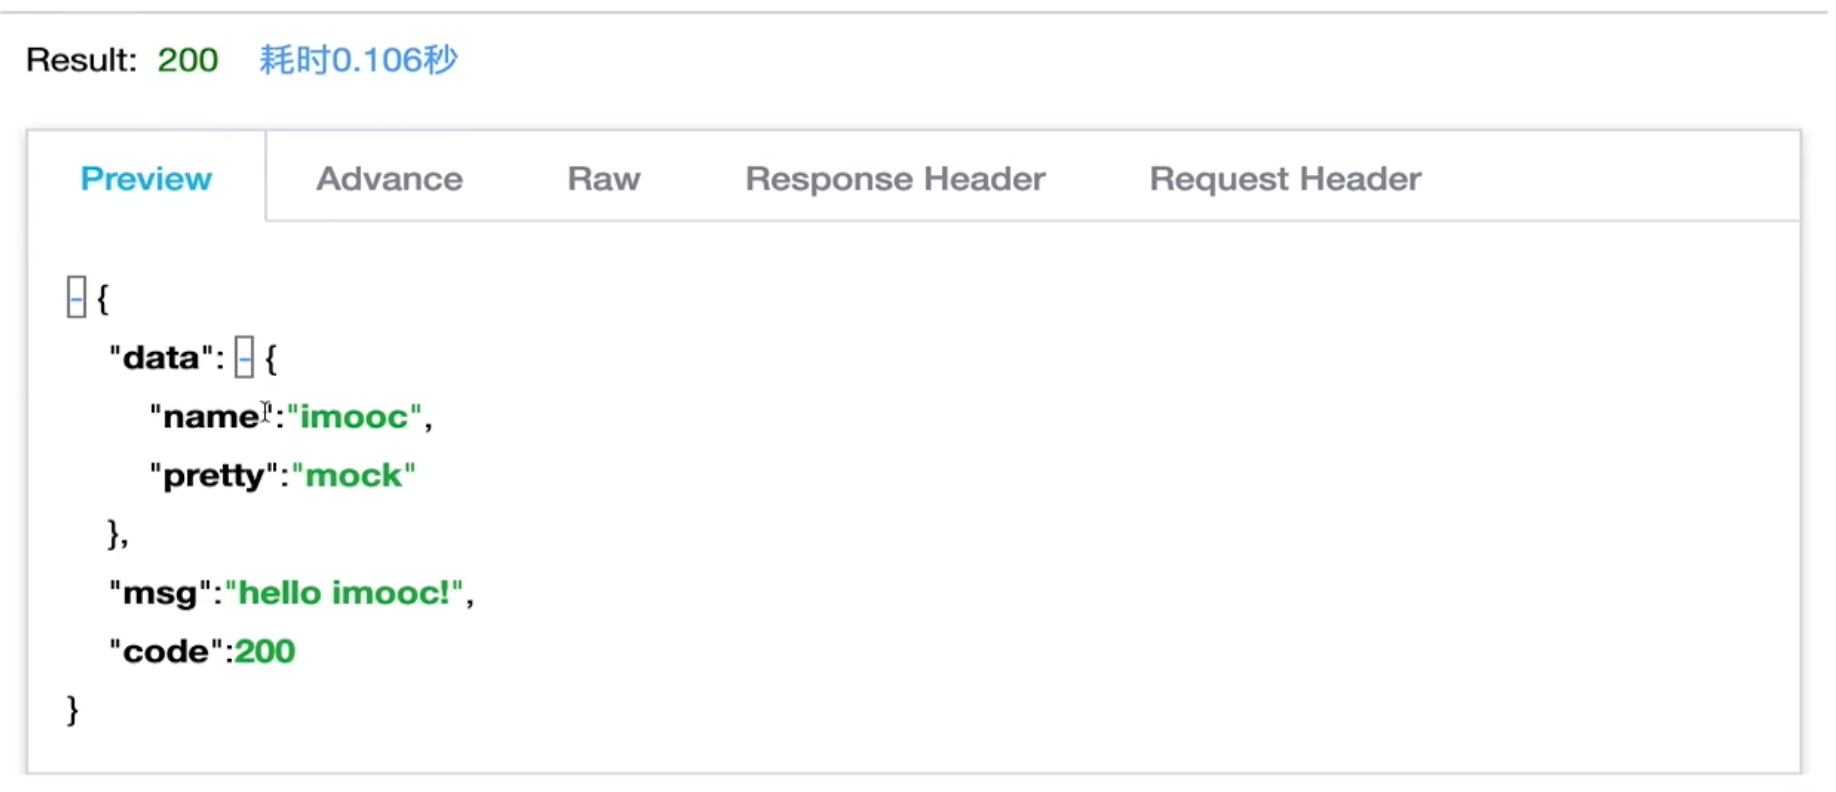 Result: 200 耗时0.106秒
Preview Advance Raw Response Header Request Header
- {
"data": - {
"name":"imooc",
"pretty":"mock"
},
"msg":"hello imooc!",
"code":200
}